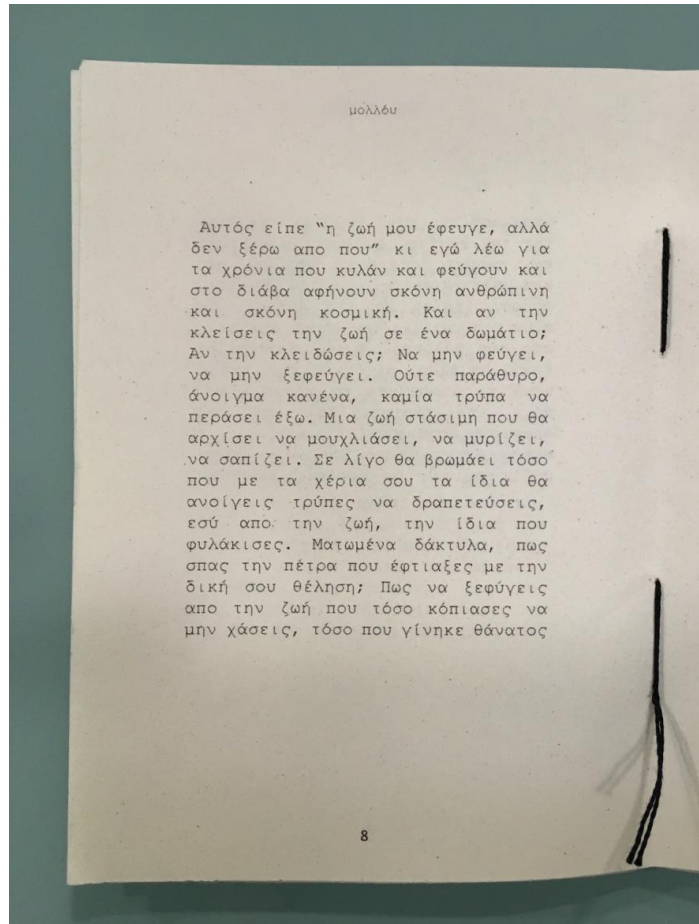 μολλόυ
Αυτός είπε “η ζωή μου έφευγε, αλλά
δεν ξέρω απο που” κι εγώ λέω για
τα χρόνια που κυλάν και φεύγουν και
στο διάβα αφήνουν σκόνη ανθρώπινη
και σκόνη κοσμική. Και αν την
κλείσεις την ζωή σε ένα δωμάτιο;
Αν την κλειδώσεις; Να μην φεύγει,
να μην ξεφεύγει. Ούτε παράθυρο,
άνοιγμα κανένα, καμία τρύπα να
περάσει έξω. Μια ζωή στάσιμη που θα
αρχίσει να μουχλιάσει, να μυρίζει,
να σαπίζει. Σε λίγο θα βρωμάει τόσο
που με τα χέρια σου τα ίδια θα
ανοίγεις τρύπες να δραπετεύσεις,
εσύ απο την ζωή, την ίδια που
φυλάκισες. Ματωμένα δάκτυλα, πως
σπας την πέτρα που έφτιαξες με την
δική σου θέληση; Πως να ξεφύγεις
απο την ζωή που τόσο κόπιασες να
μην χάσεις, τόσο που γίνηκε θάνατος
8